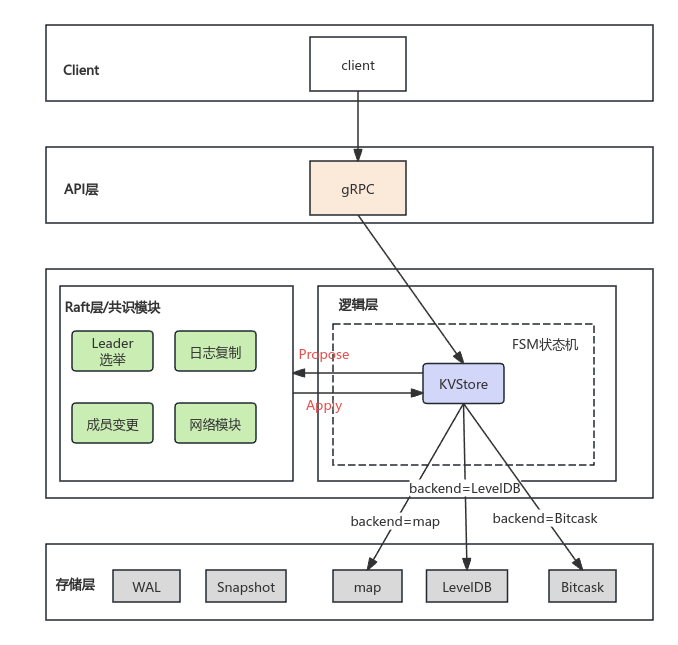 Client
client
API层
gRPC
Raft层/共识模块
Leader
选举
日志复制
成员变更
网络模块
Propose
Apply
逻辑层
FSM状态机
KVStore
backend=LevelDB
backend=map
backend=Bitcask
存储层
WAL
Snapshot
map
LevelDB
Bitcask